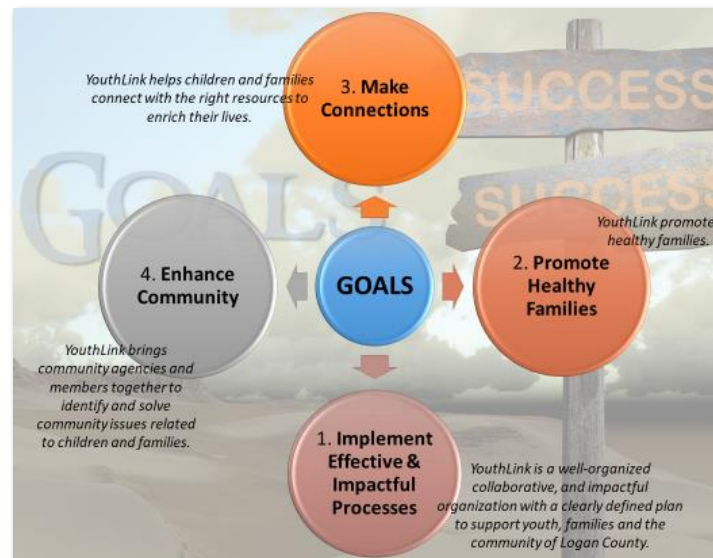 YouthLink helps children and families
connect with the right resources to
enrich their lives.
3. Make
Connections
SUCCESS
GOALS
SUCCESS
YouthLink promote
healthy families.
4. Enhance
Community
GOALS
2. Promote
Healthy
Families
YouthLink brings
community agencies and
members together to
identify and solve
community issues related
to children and families.
1. Implement
Effective &
Impactful
Processes
YouthLink is a well-organized
collaborative, and impactful
organization with a clearly defined plan
to support youth, families and the
community of Logan County.